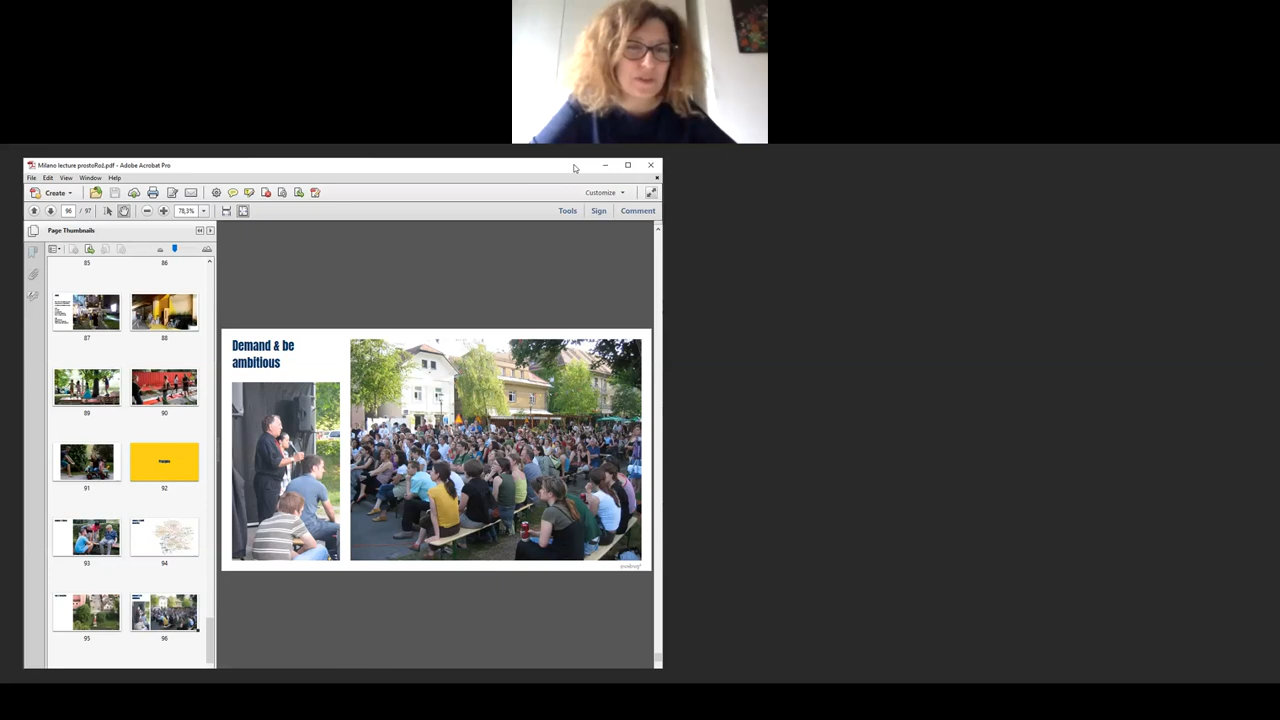 Milano lecture prostoRož.pdf - Adobe Acrobat Pro
File Edit View Window Help
Create
Customize
96 / 97
78,3%
Tools Sign Comment
Page Thumbnails
85 86
87 88
89 90
91 92
93 94
95 96
Demand & be
ambitious